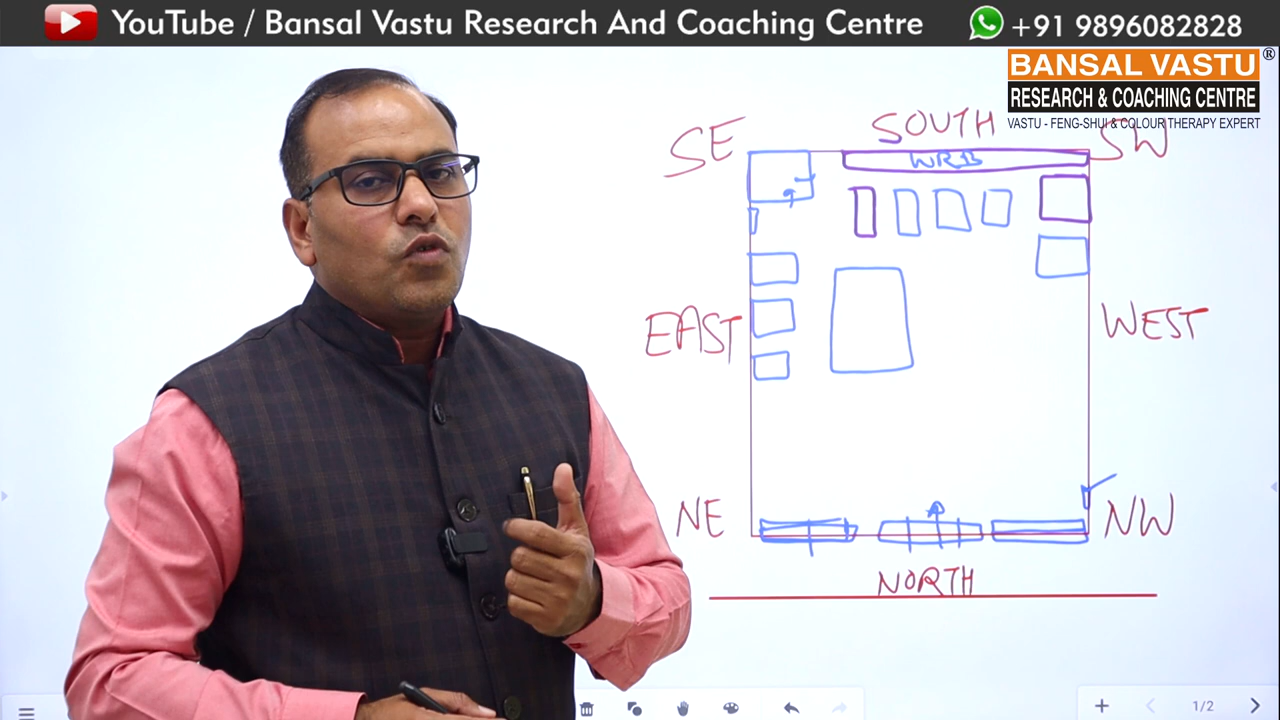 YouTube / Bansal Vastu Research And Coaching Centre
+91 9896082828
BANSAL VASTU ®
RESEARCH & COACHING CENTRE
VASTU - FENG-SHUI & COLOUR THERAPY EXPERT
SE SOUTH SW
WRB
EAST WEST
NE NW
NORTH
1/2